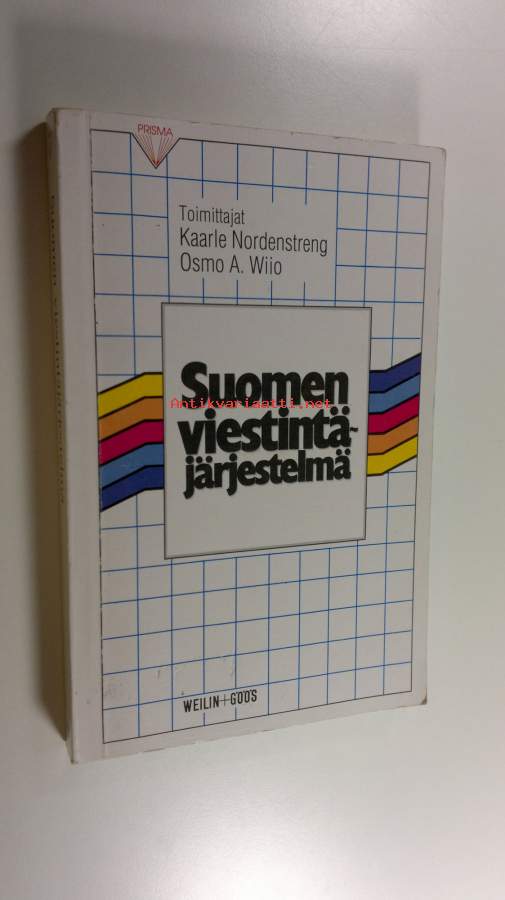 PRISMA
Toimittajat
Kaarle Nordenstreng
Osmo A. Wiio
Suomen
Antikvariaatti.net
viestintä-
järjestelmä
WEILIN+GÖÖS